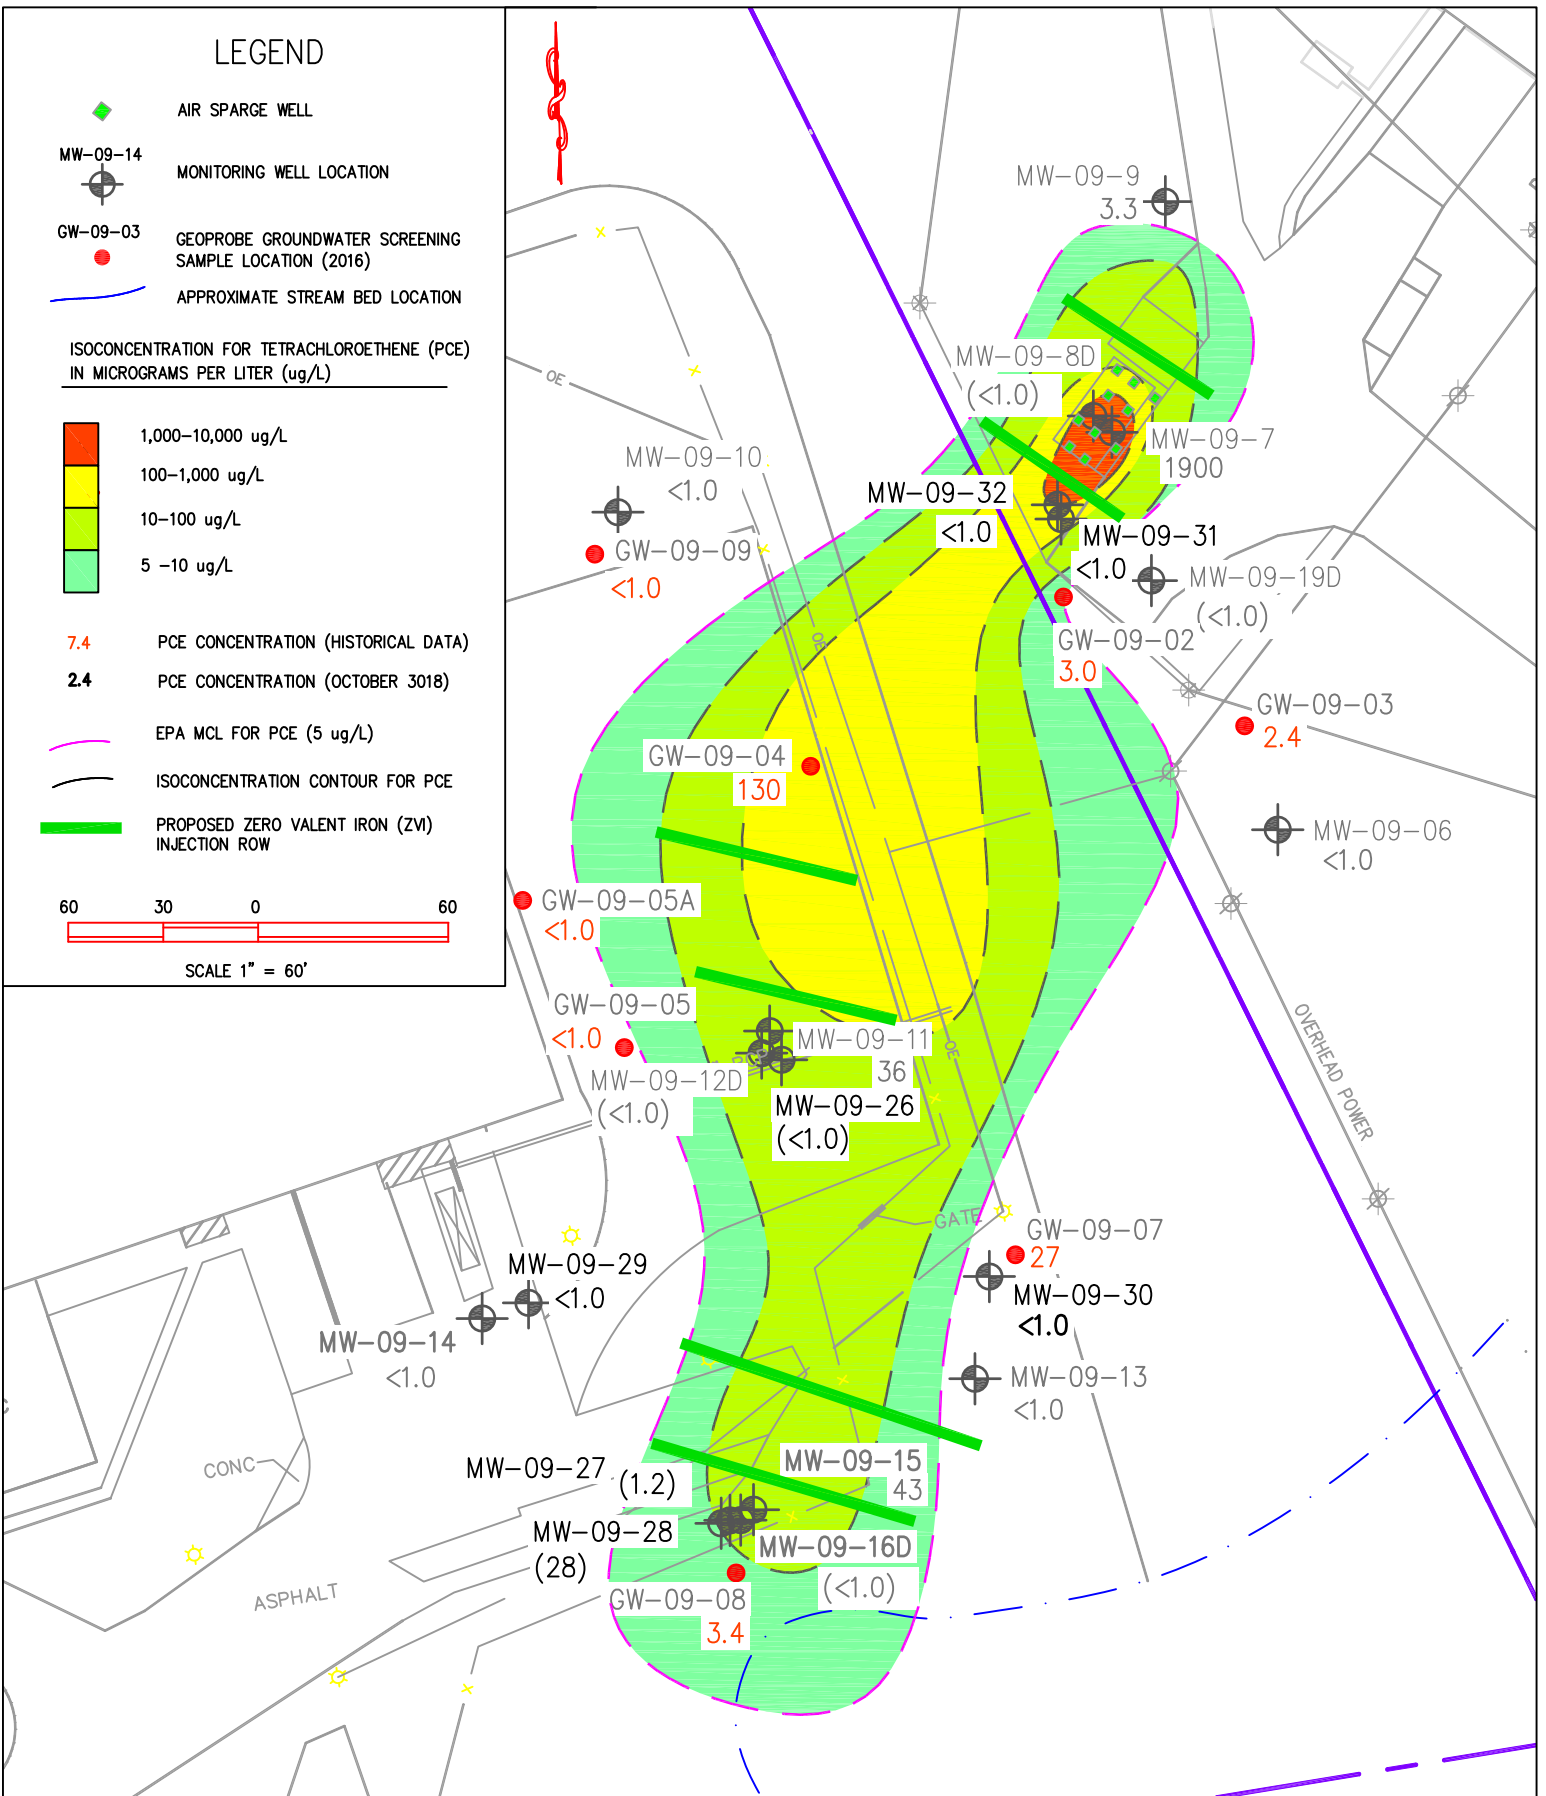 LEGEND
AIR SPARGE WELL
MW-09-14
MONITORING WELL LOCATION
GW-09-03
GEOPROBE GROUNDWATER SCREENING
SAMPLE LOCATION (2016)
APPROXIMATE STREAM BED LOCATION
ISOCONCENTRATION FOR TETRACHLOROETHENE (PCE)
IN MICROGRAMS PER LITER (ug/L)
1,000-10,000 ug/L
100-1,000 ug/L
10-100 ug/L
5 -10 ug/L
7.4
PCE CONCENTRATION (HISTORICAL DATA)
2.4
PCE CONCENTRATION (OCTOBER 3018)
EPA MCL FOR PCE (5 ug/L)
ISOCONCENTRATION CONTOUR FOR PCE
PROPOSED ZERO VALENT IRON (ZVI)
INJECTION ROW
60 30 0 60
SCALE 1" = 60'
MW-09-9
3.3
MW-09-8D
(<1.0)
OE
MW-09-7
1900
MW-09-10
<1.0
MW-09-32
<1.0
MW-09-31
<1.0
GW-09-09
<1.0
MW-09-19D
(<1.0)
OE
GW-09-02
3.0
GW-09-03
2.4
GW-09-04
130
MW-09-06
<1.0
GW-09-05A
<1.0
GW-09-05
<1.0
MW-09-11
36
OE
MW-09-12D
(<1.0)
RCP
MW-09-26
(<1.0)
OVERHEAD POWER
GATE
GW-09-07
27
MW-09-29
<1.0
MW-09-30
<1.0
MW-09-14
<1.0
MW-09-13
<1.0
CONC
MW-09-27
(1.2)
MW-09-15
43
MW-09-28
(28)
MW-09-16D
(<1.0)
ASPHALT
GW-09-08
3.4